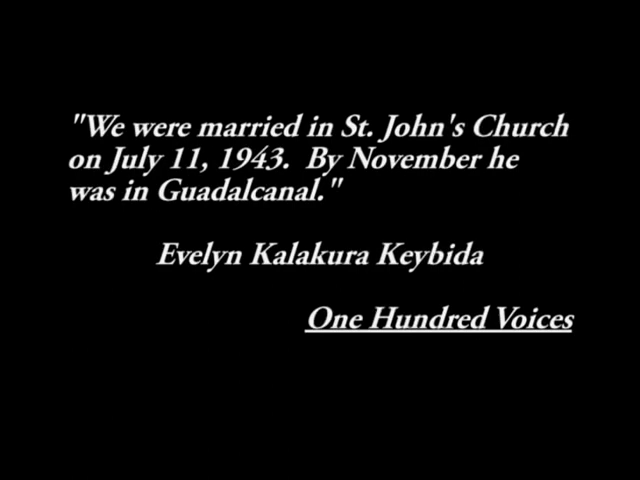 "We were married in St. John's Church
on July 11, 1943.  By November he
was in Guadalcanal."
Evelyn Kalakura Keybida
One Hundred Voices